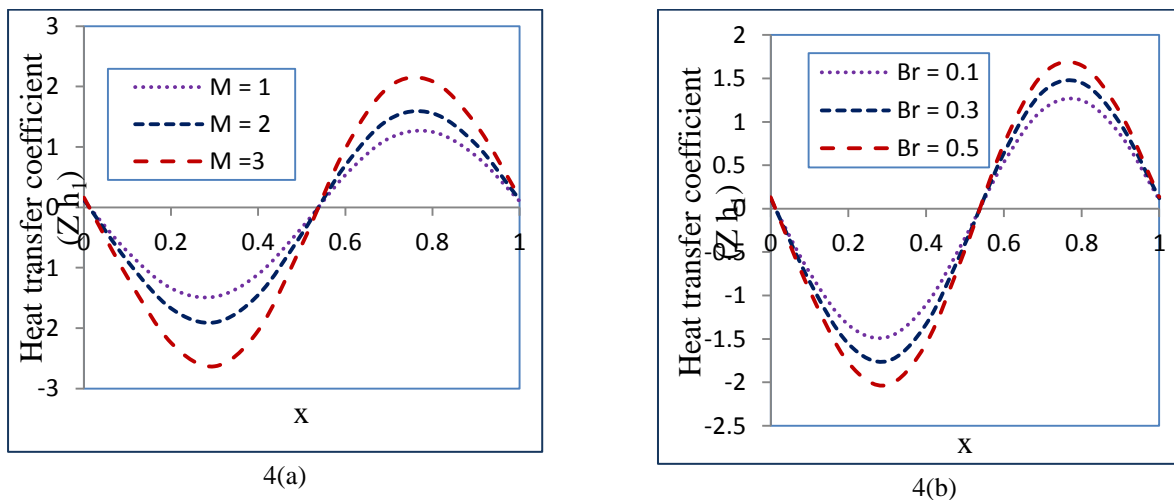 3
2
1
0
-1
-2
-3
0 0.2 0.4 0.6 0.8 1
Heat transfer coefficient
(Z h1)
M = 1
M = 2
M =3
x
4(a)
2
1.5
1
0.5
0
-0.5
-1
-1.5
-2
-2.5
0 0.2 0.4 0.6 0.8 1
Heat transfer coefficient
(Z h1)
Br = 0.1
Br = 0.3
Br = 0.5
x
4(b)